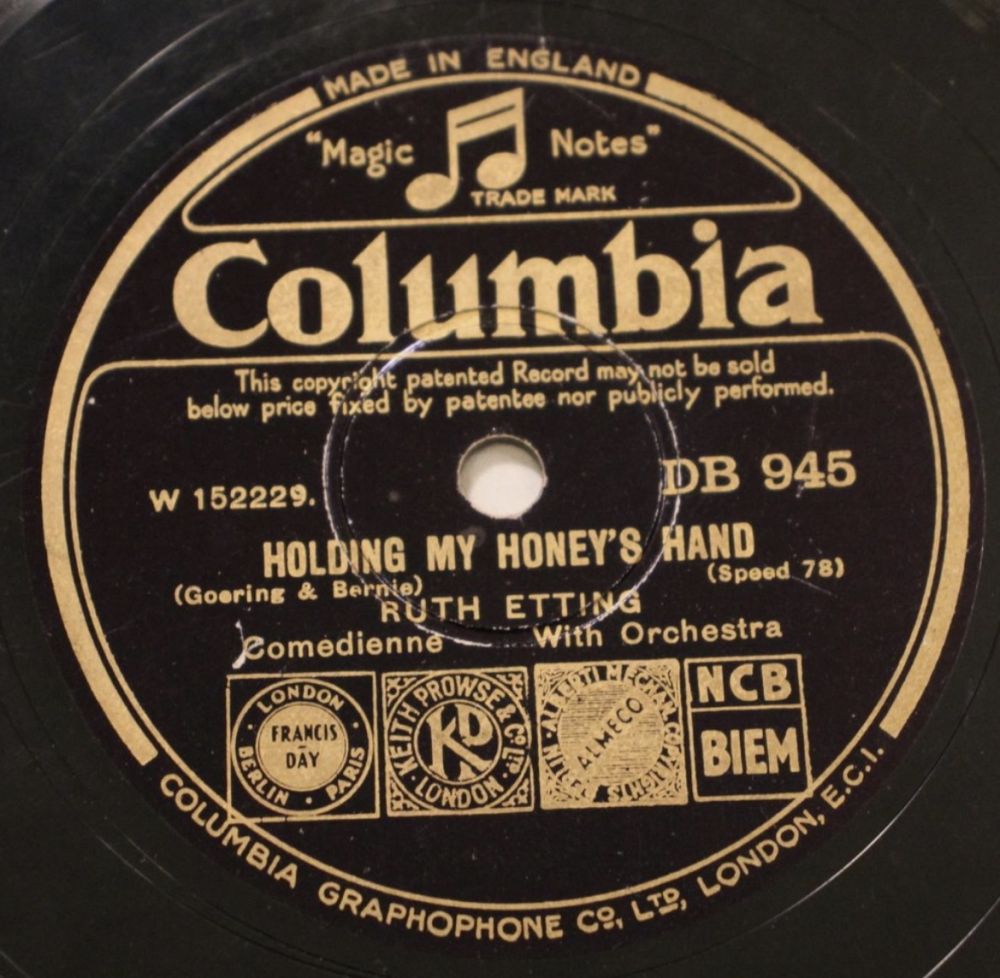 MADE IN ENGLAND
"Magic Notes"
TRADE MARK
Columbia
This copyright patented Record may not be sold
below price fixed by patentee nor publicly performed.
W 152229.
DB 945
HOLDING MY HONEY'S HAND
(Goering & Bernie)
(Speed 78)
RUTH ETTING
Comedienne With Orchestra
LONDON
FRANCIS
DAY
BERLIN • PARIS
KEITH PROWSE & Co Ltd
KP
LONDON
ALMECO
BERLIN
NCB
BIEM
COLUMBIA GRAPHOPHONE CO, LTD, LONDON, E.C.1.